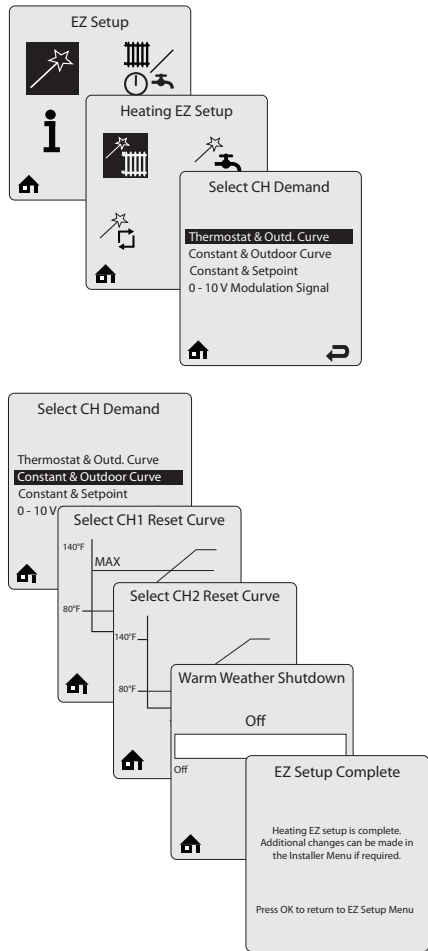 EZ Setup
Heating EZ Setup
Select CH Demand
Thermostat & Outd. Curve
Constant & Outdoor Curve
Constant & Setpoint
0 - 10 V Modulation Signal
Select CH Demand
Thermostat & Outd. Curve
Constant & Outdoor Curve
Constant & Setpoint
0 - 10 V
Select CH1 Reset Curve
140°F
MAX
80°F
Select CH2 Reset Curve
140°F
80°F
Warm Weather Shutdown
Off
Off
EZ Setup Complete
Heating EZ setup is complete.
Additional changes can be made in
the Installer Menu if required.
Press OK to return to EZ Setup Menu